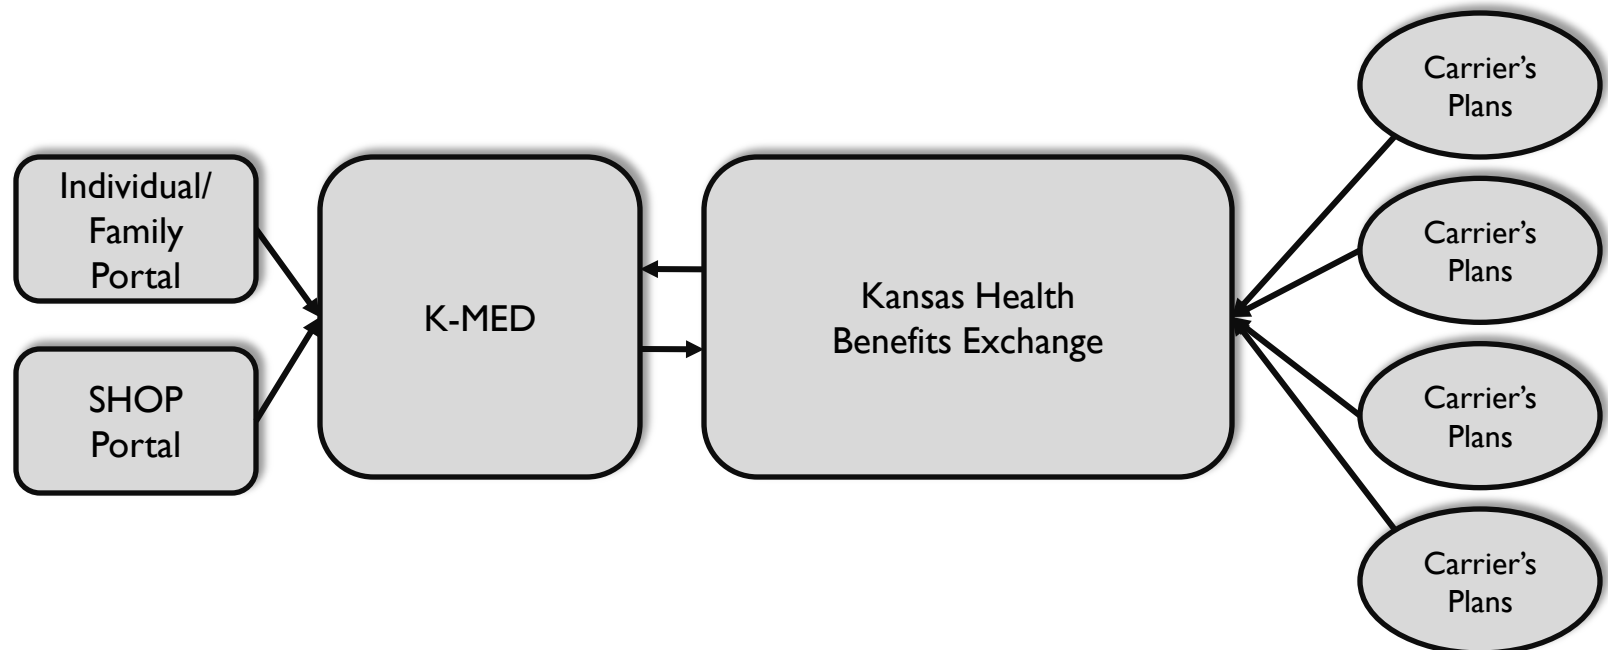 Individual/
Family
Portal
SHOP
Portal
K-MED
Kansas Health
Benefits Exchange
Carrier’s
Plans
Carrier’s
Plans
Carrier’s
Plans
Carrier’s
Plans